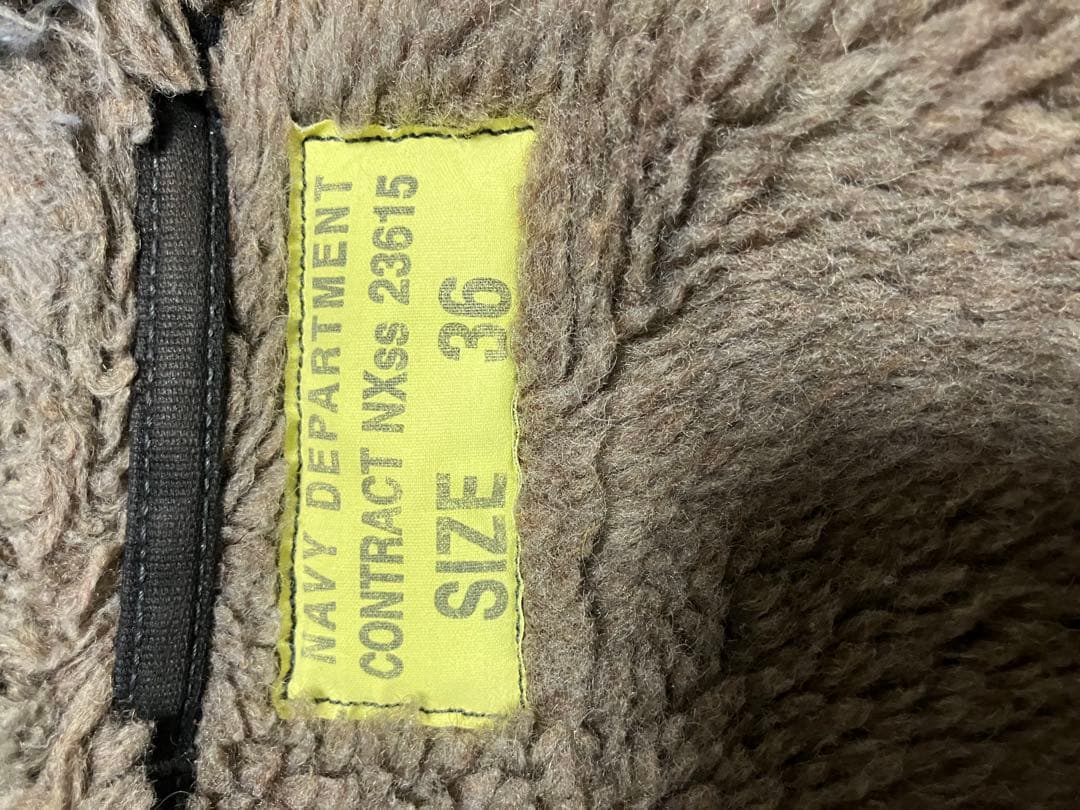 NAVY DEPARTMENT
CONTRACT NXss 23615
SIZE 36